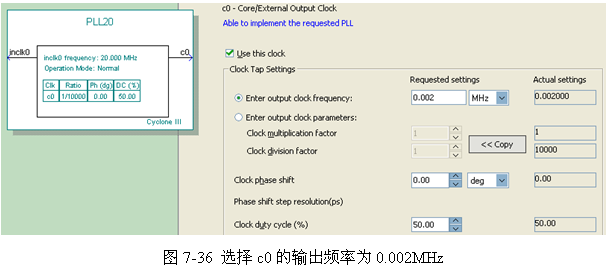 PLL20
inclk0
c0
inclk0 frequency: 20.000 MHz
Operation Mode: Normal
Clk Ratio Ph (dg) DC (%)
c0 1/10000 0.00 50.00
Cyclone III
c0 - Core/External Output Clock
Able to implement the requested PLL
Use this clock
Clock Tap Settings
Requested settings Actual settings
Enter output clock frequency: 0.002 MHz 0.002000
Enter output clock parameters:
Clock multiplication factor 1 1
Clock division factor 1 << Copy 10000
Clock phase shift 0.00 deg 0.00
Phase shift step resolution(ps)
Clock duty cycle (%) 50.00 50.00
图 7-36 选择 c0 的输出频率为 0.002MHz